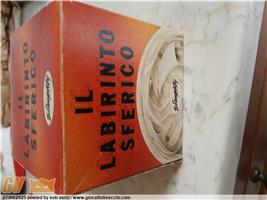 IL
LABIRINTO
SFERICO
IL
LABIRINTO
SFERICO
GV
27/04/2025 posted by sub zero:: www.giocattolivecchi.com